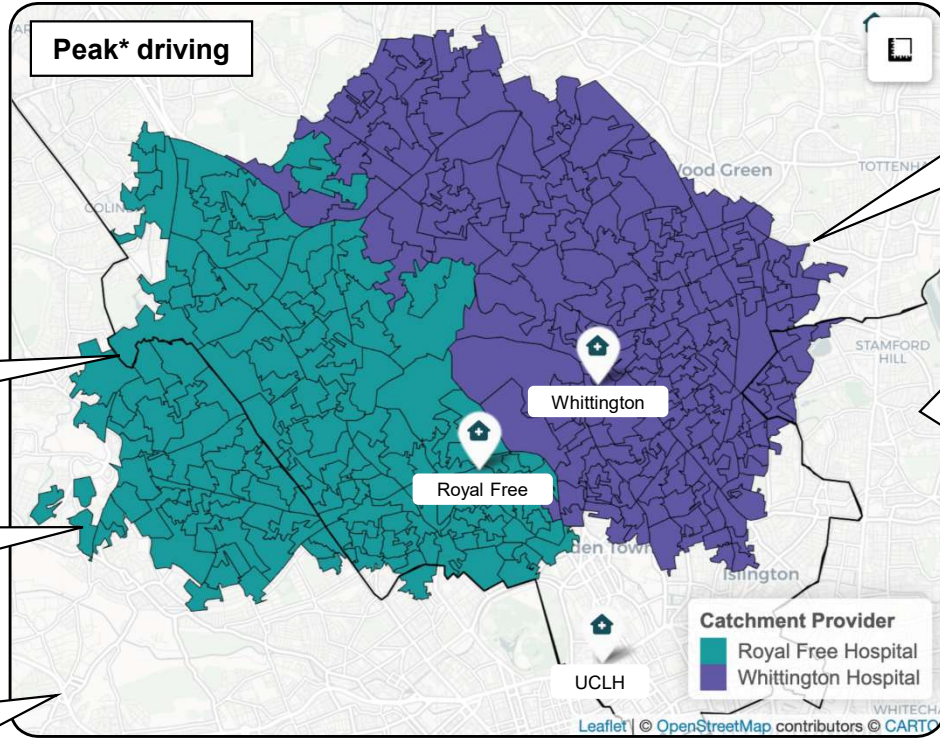 Peak* driving
Wood Green
TOTTENHA
COLIN
STAMFORD
HILL
Whittington
Royal Free
den Town
Islington
UCLH
Catchment Provider
Royal Free Hospital
Whittington Hospital
WHITECHA
Leaflet | © OpenStreetMap contributors © CARTO